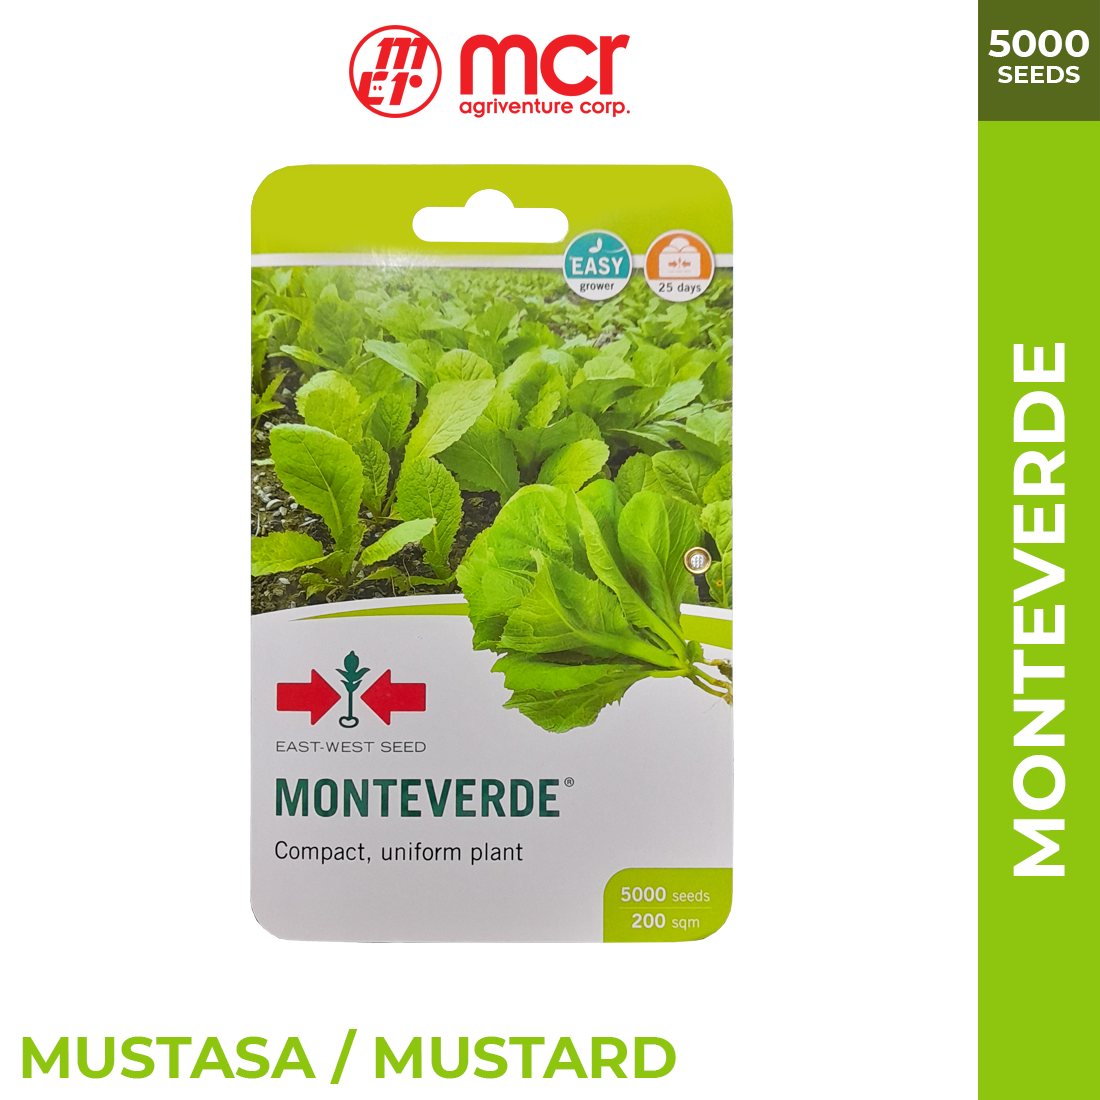 mcr
mcr
agriventure corp.
5000
SEEDS
EASY
grower
25 days
EAST-WEST SEED
MONTEVERDE®
Compact, uniform plant
5000 seeds
200 sqm
MONTEVERDE
MUSTASA / MUSTARD